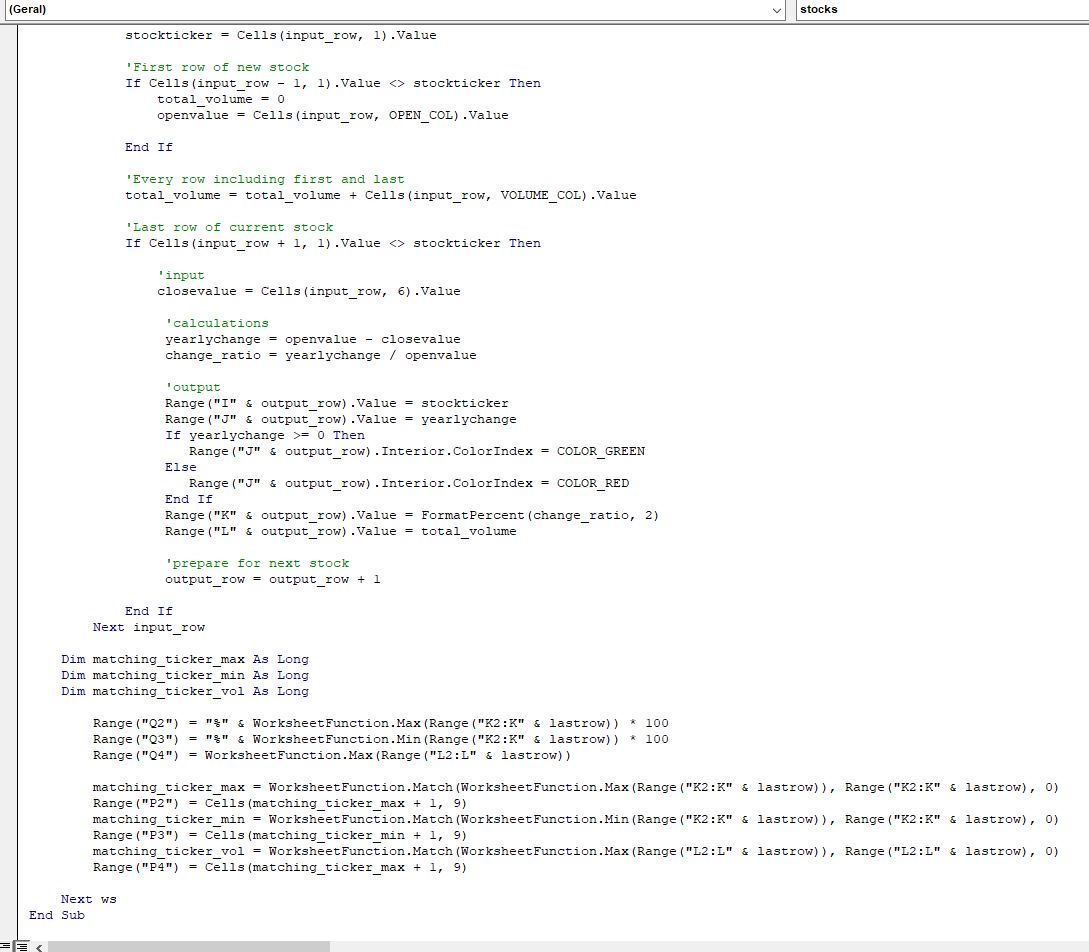 (Geral)
stocks
stockticker = Cells(input_row, 1).Value
'First row of new stock
If Cells(input_row - 1, 1).Value <> stockticker Then
total_volume = 0
openvalue = Cells(input_row, OPEN_COL).Value
End If
'Every row including first and last
total_volume = total_volume + Cells(input_row, VOLUME_COL).Value
'Last row of current stock
If Cells(input_row + 1, 1).Value <> stockticker Then
'input
closevalue = Cells(input_row, 6).Value
'calculations
yearlychange = openvalue - closevalue
change_ratio = yearlychange / openvalue
'output
Range("I" & output_row).Value = stockticker
Range("J" & output_row).Value = yearlychange
If yearlychange >= 0 Then
Range("J" & output_row).Interior.ColorIndex = COLOR_GREEN
Else
Range("J" & output_row).Interior.ColorIndex = COLOR_RED
End If
Range("K" & output_row).Value = FormatPercent(change_ratio, 2)
Range("L" & output_row).Value = total_volume
'prepare for next stock
output_row = output_row + 1
End If
Next input_row
Dim matching_ticker_max As Long
Dim matching_ticker_min As Long
Dim matching_ticker_vol As Long
Range("Q2") = "%" & WorksheetFunction.Max(Range("K2:K" & lastrow)) * 100
Range("Q3") = "%" & WorksheetFunction.Min(Range("K2:K" & lastrow)) * 100
Range("Q4") = WorksheetFunction.Max(Range("L2:L" & lastrow))
matching_ticker_max = WorksheetFunction.Match(WorksheetFunction.Max(Range("K2:K" & lastrow)), Range("K2:K" & lastrow), 0)
Range("P2") = Cells(matching_ticker_max + 1, 9)
matching_ticker_min = WorksheetFunction.Match(WorksheetFunction.Min(Range("K2:K" & lastrow)), Range("K2:K" & lastrow), 0)
Range("P3") = Cells(matching_ticker_min + 1, 9)
matching_ticker_vol = WorksheetFunction.Match(WorksheetFunction.Max(Range("L2:L" & lastrow)), Range("L2:L" & lastrow), 0)
Range("P4") = Cells(matching_ticker_max + 1, 9)
Next ws
End Sub